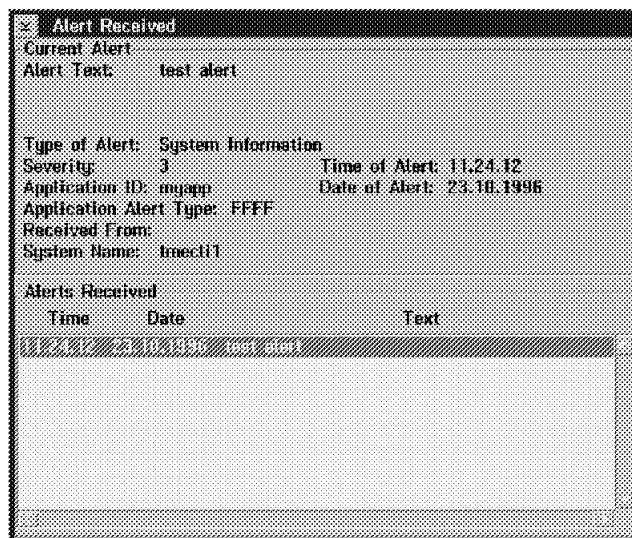 Alert Received
Current Alert
Alert Text: test alert
Type of Alert: System Information
Severity: 3 Time of Alert: 11.24.12
Application ID: myapp Date of Alert: 23.10.1996
Application Alert Type: FFFF
Received From:
System Name: tmecti1
Alerts Received
Time Date Text
11.24.12 23.10.1996 test alert